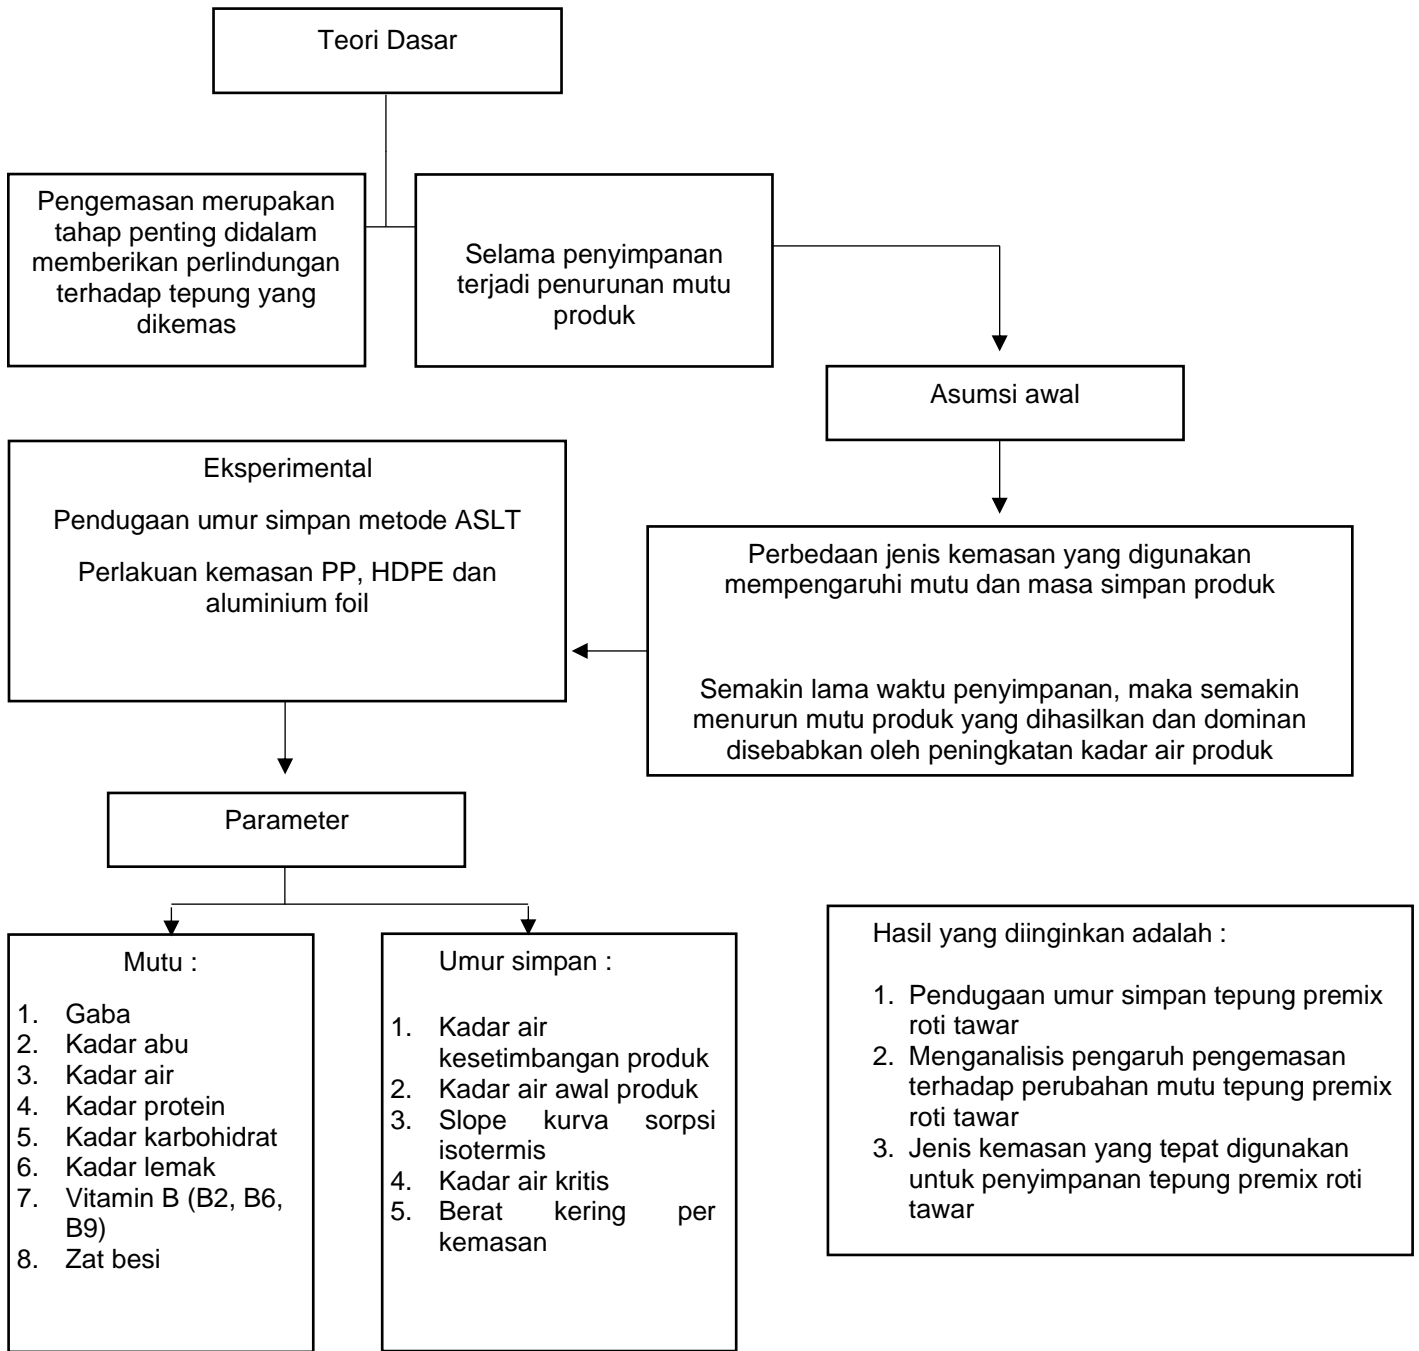 Teori Dasar
Pengemasan merupakan
tahap penting didalam
memberikan perlindungan
terhadap tepung yang
dikemas
Selama penyimpanan
terjadi penurunan mutu
produk
Asumsi awal
Perbedaan jenis kemasan yang digunakan
mempengaruhi mutu dan masa simpan produk
Semakin lama waktu penyimpanan, maka semakin
menurun mutu produk yang dihasilkan dan dominan
disebabkan oleh peningkatan kadar air produk
Eksperimental
Pendugaan umur simpan metode ASLT
Perlakuan kemasan PP, HDPE dan
aluminium foil
Parameter
Mutu :
1. Gaba
2. Kadar abu
3. Kadar air
4. Kadar protein
5. Kadar karbohidrat
6. Kadar lemak
7. Vitamin B (B2, B6,
B9)
8. Zat besi
Umur simpan :
1. Kadar air
kesetimbangan produk
2. Kadar air awal produk
3. Slope kurva sorpsi
isotermis
4. Kadar air kritis
5. Berat kering per
kemasan
Hasil yang diinginkan adalah :
1. Pendugaan umur simpan tepung premix
roti tawar
2. Menganalisis pengaruh pengemasan
terhadap perubahan mutu tepung premix
roti tawar
3. Jenis kemasan yang tepat digunakan
untuk penyimpanan tepung premix roti
tawar